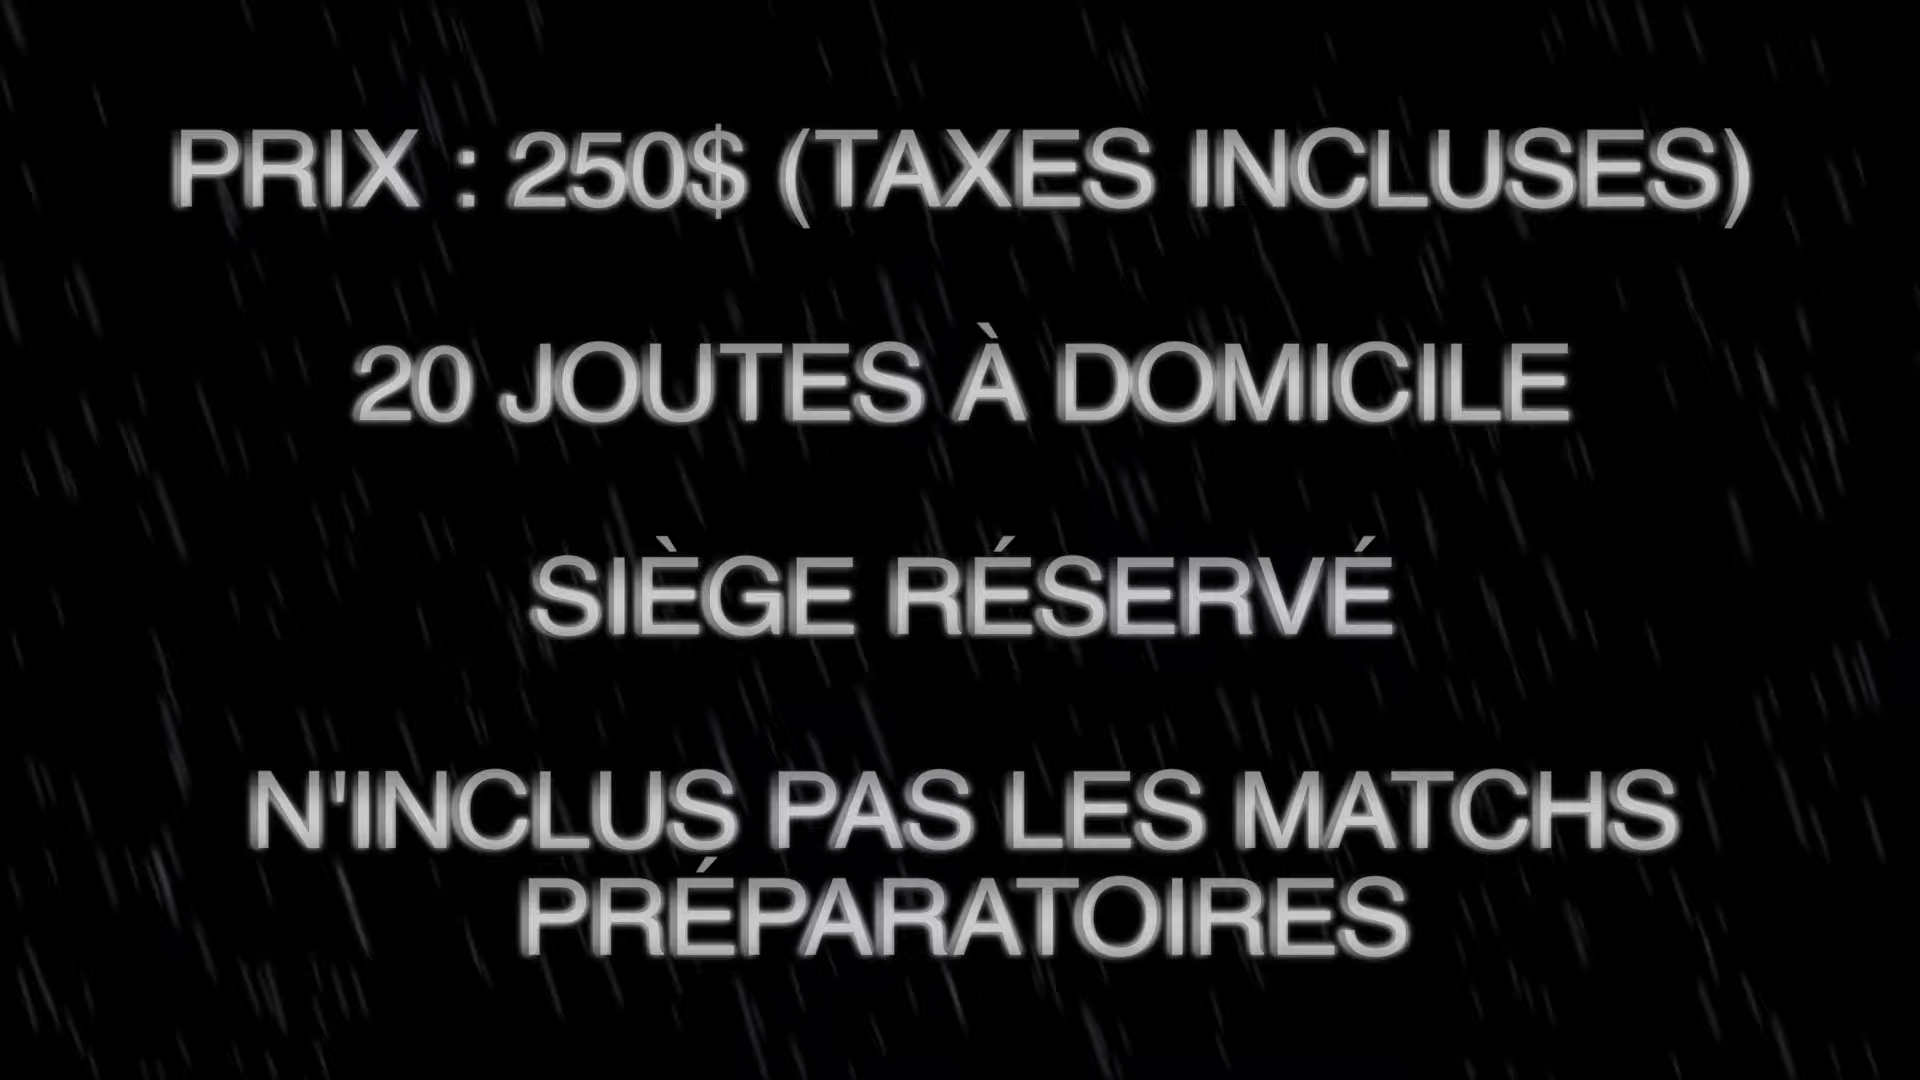 PRIX : 250$ (TAXES INCLUSES)
20 JOUTES À DOMICILE
SIÈGE RÉSERVÉ
N'INCLUS PAS LES MATCHS
PRÉPARATOIRES